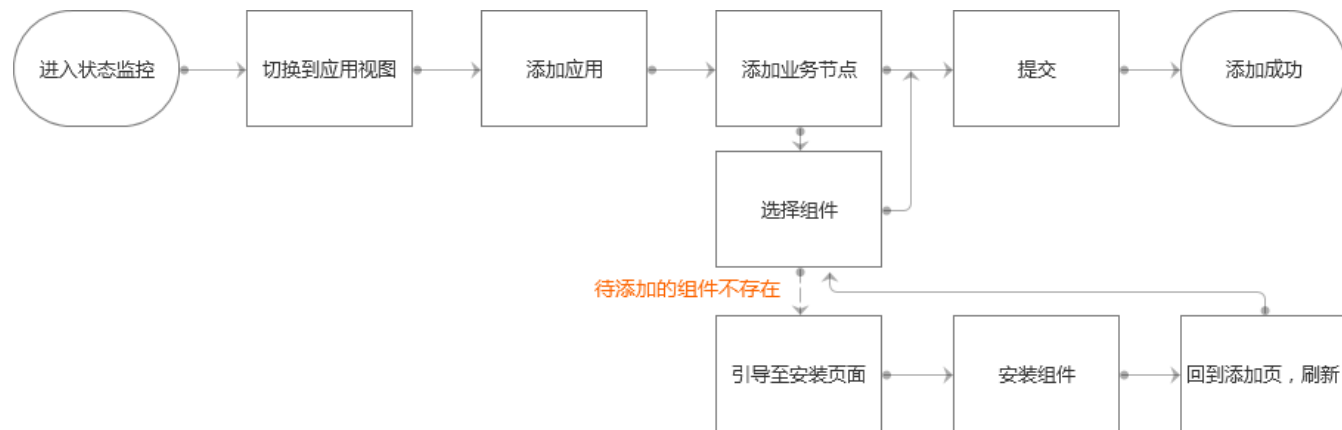 进入状态监控
切换到应用视图
添加应用
添加业务节点
提交
添加成功
选择组件
待添加的组件不存在
引导至安装页面
安装组件
回到添加页，刷新